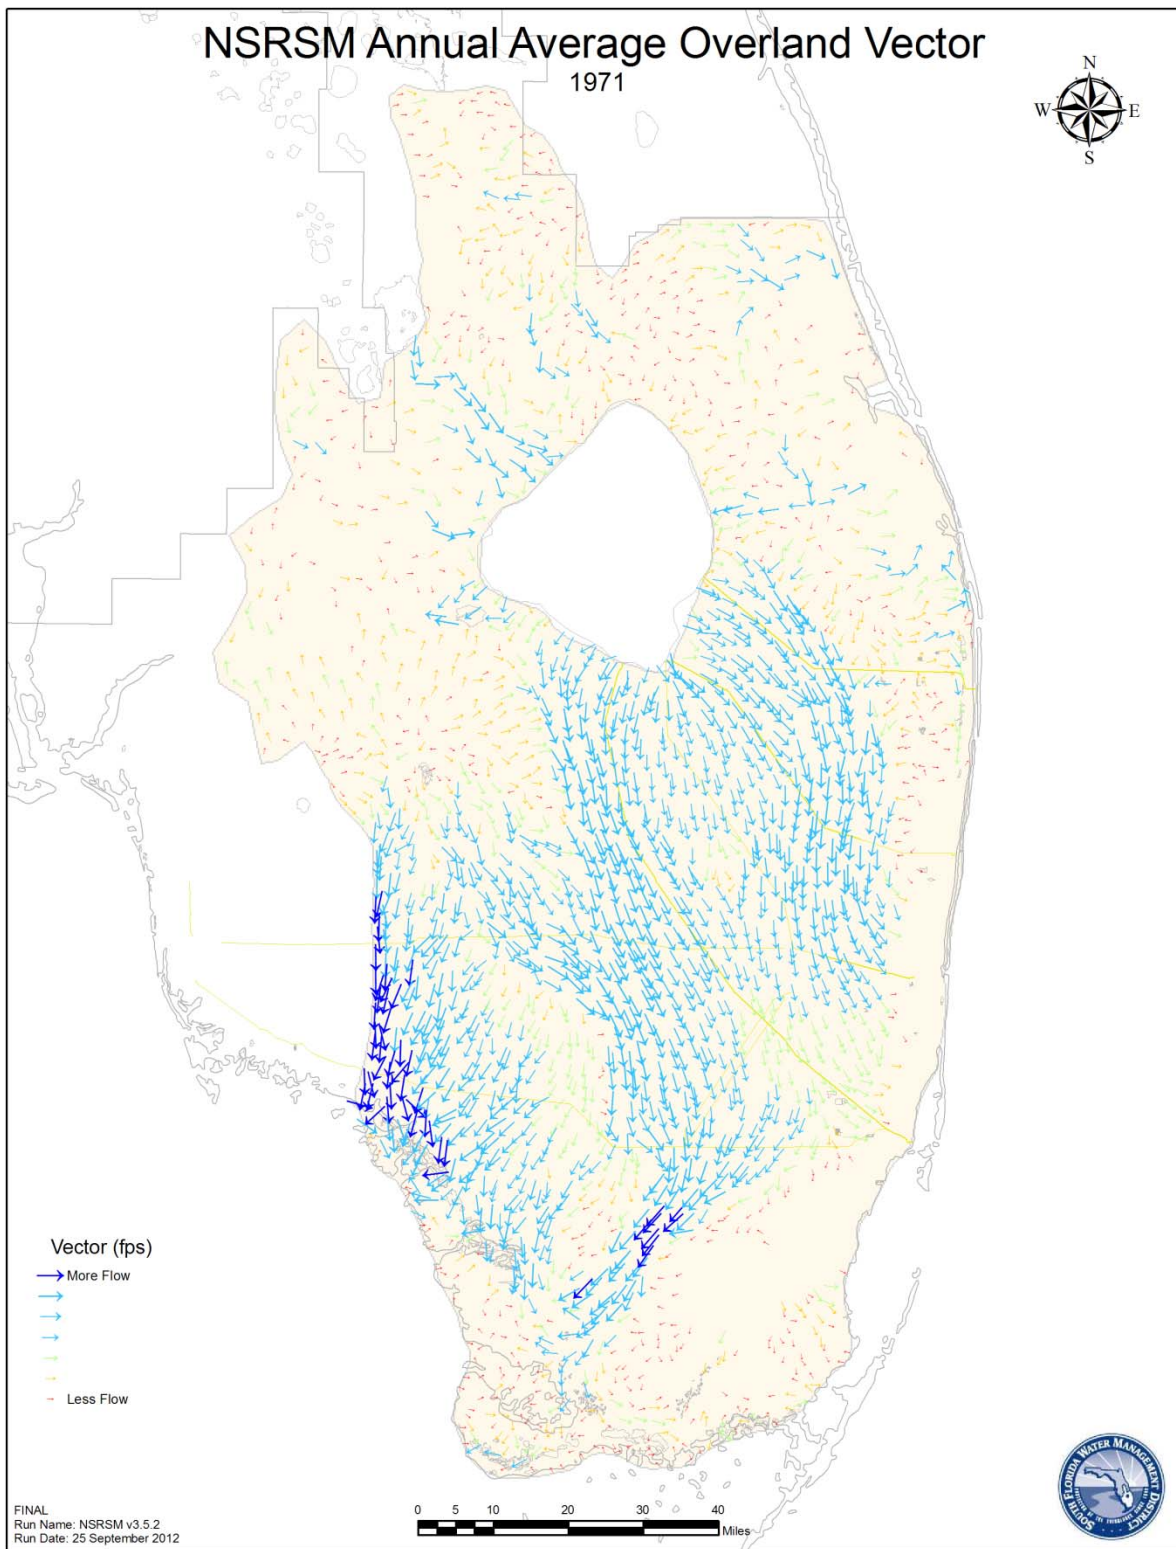 NSRSM Annual Average Overland Vector
1971
N
W E
S
Vector (fps)
More Flow
Less Flow
FINAL
Run Name: NSRSM v3.5.2
Run Date: 25 September 2012
0 5 10 20 30 40
Miles
SOUTH FLORIDA WATER MANAGEMENT DISTRICT